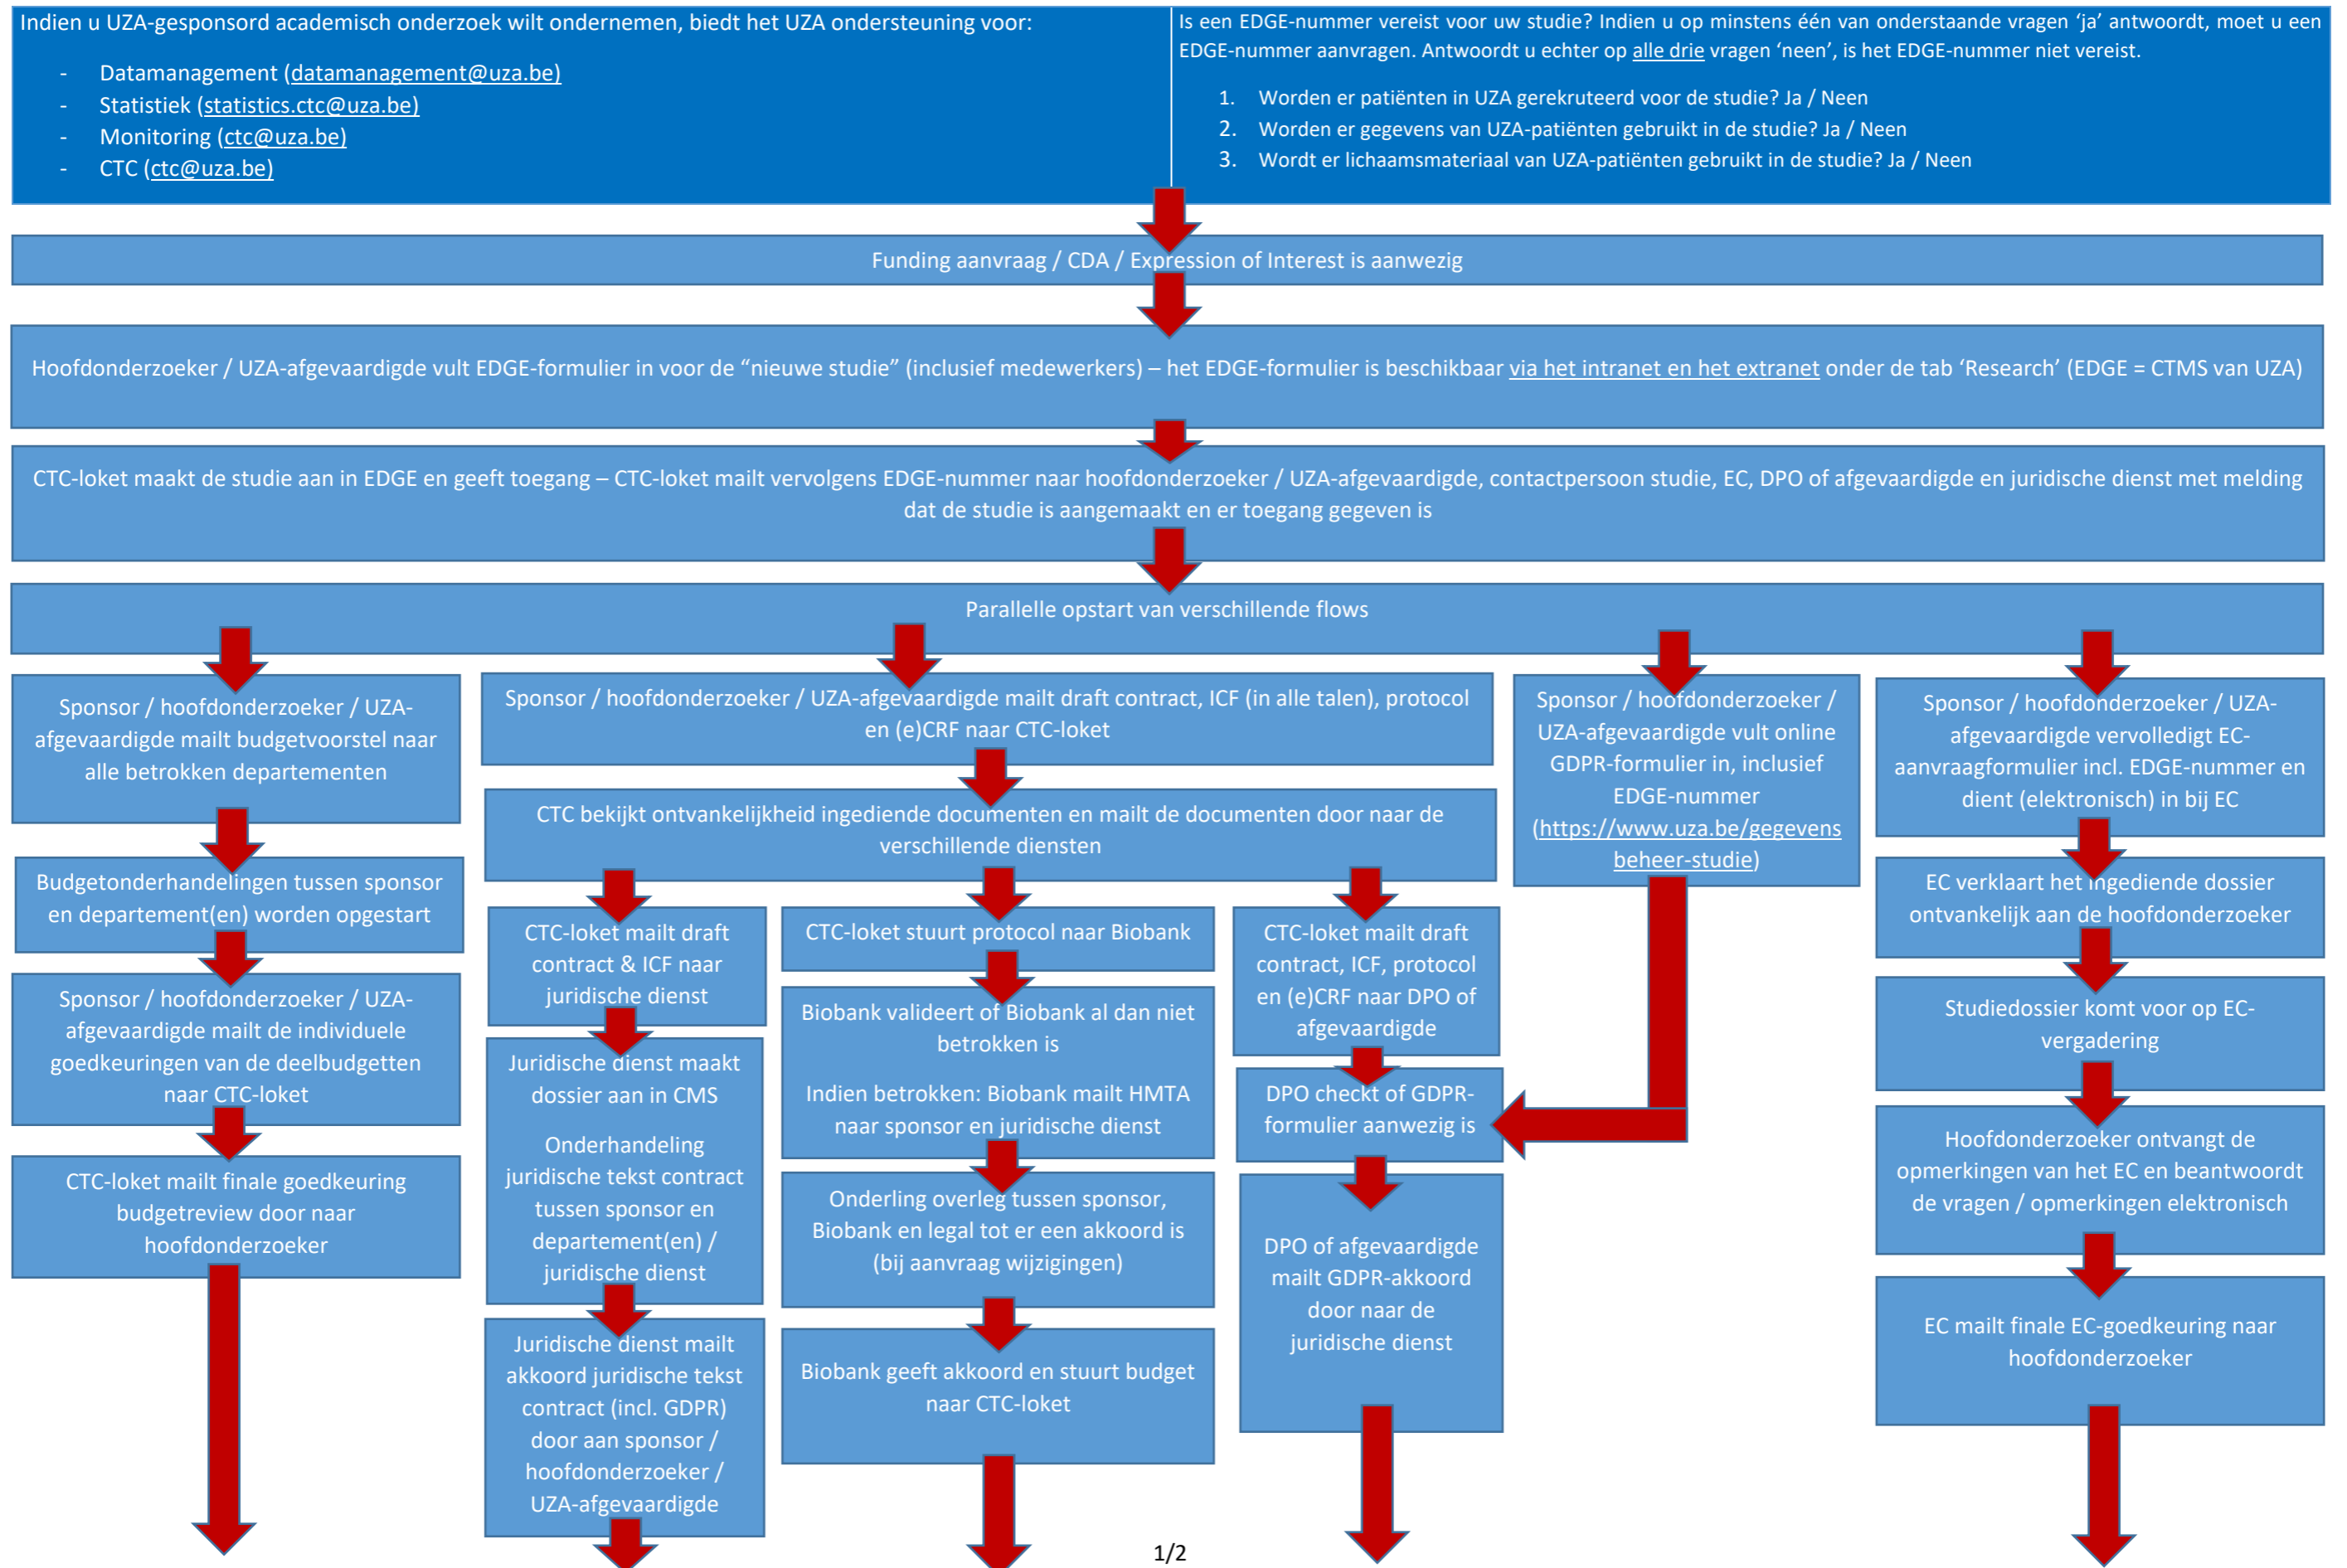 Indien u UZA-gesponsord academisch onderzoek wilt ondernemen, biedt het UZA ondersteuning voor:
- Datamanagement (datamanagement@uza.be)
- Statistiek (statistics.ctc@uza.be)
- Monitoring (ctc@uza.be)
- CTC (ctc@uza.be)
Is een EDGE-nummer vereist voor uw studie? Indien u op minstens één van onderstaande vragen ‘ja’ antwoordt, moet u een
EDGE-nummer aanvragen. Antwoordt u echter op alle drie vragen ‘neen’, is het EDGE-nummer niet vereist.
1. Worden er patiënten in UZA gerekruteerd voor de studie? Ja / Neen
2. Worden er gegevens van UZA-patiënten gebruikt in de studie? Ja / Neen
3. Wordt er lichaamsmateriaal van UZA-patiënten gebruikt in de studie? Ja / Neen
Funding aanvraag / CDA / Expression of Interest is aanwezig
Hoofdonderzoeker / UZA-afgevaardigde vult EDGE-formulier in voor de “nieuwe studie” (inclusief medewerkers) – het EDGE-formulier is beschikbaar via het intranet en het extranet onder de tab ‘Research’ (EDGE = CTMS van UZA)
CTC-loket maakt de studie aan in EDGE en geeft toegang – CTC-loket mailt vervolgens EDGE-nummer naar hoofdonderzoeker / UZA-afgevaardigde, contactpersoon studie, EC, DPO of afgevaardigde en juridische dienst met melding
dat de studie is aangemaakt en er toegang gegeven is
Parallelle opstart van verschillende flows
Sponsor / hoofdonderzoeker / UZA-
afgevaardigde mailt budgetvoorstel naar
alle betrokken departementen
Budgetonderhandelingen tussen sponsor
en departement(en) worden opgestart
Sponsor / hoofdonderzoeker / UZA-
afgevaardigde mailt de individuele
goedkeuringen van de deelbudgetten
naar CTC-loket
CTC-loket mailt finale goedkeuring
budgetreview door naar
hoofdonderzoeker
Sponsor / hoofdonderzoeker / UZA-afgevaardigde mailt draft contract, ICF (in alle talen), protocol
en (e)CRF naar CTC-loket
CTC bekijkt ontvankelijkheid ingediende documenten en mailt de documenten door naar de
verschillende diensten
CTC-loket mailt draft
contract & ICF naar
juridische dienst
Juridische dienst maakt
dossier aan in CMS
Onderhandeling
juridische tekst contract
tussen sponsor en
departement(en) /
juridische dienst
Juridische dienst mailt
akkoord juridische tekst
contract (incl. GDPR)
door aan sponsor /
hoofdonderzoeker /
UZA-afgevaardigde
CTC-loket stuurt protocol naar Biobank
Biobank valideert of Biobank al dan niet
betrokken is
Indien betrokken: Biobank mailt HMTA
naar sponsor en juridische dienst
Onderling overleg tussen sponsor,
Biobank en legal tot er een akkoord is
(bij aanvraag wijzigingen)
Biobank geeft akkoord en stuurt budget
naar CTC-loket
CTC-loket mailt draft
contract, ICF, protocol
en (e)CRF naar DPO of
afgevaardigde
DPO checkt of GDPR-
formulier aanwezig is
DPO of afgevaardigde
mailt GDPR-akkoord
door naar de
juridische dienst
Sponsor / hoofdonderzoeker /
UZA-afgevaardigde vult online
GDPR-formulier in, inclusief
EDGE-nummer
(https://www.uza.be/gegevens
beheer-studie)
Sponsor / hoofdonderzoeker / UZA-
afgevaardigde vervolledigt EC-
aanvraagformulier incl. EDGE-nummer en
dient (elektronisch) in bij EC
EC verklaart het ingediende dossier
ontvankelijk aan de hoofdonderzoeker
Studiedossier komt voor op EC-
vergadering
Hoofdonderzoeker ontvangt de
opmerkingen van het EC en beantwoordt
de vragen / opmerkingen elektronisch
EC mailt finale EC-goedkeuring naar
hoofdonderzoeker
1/2